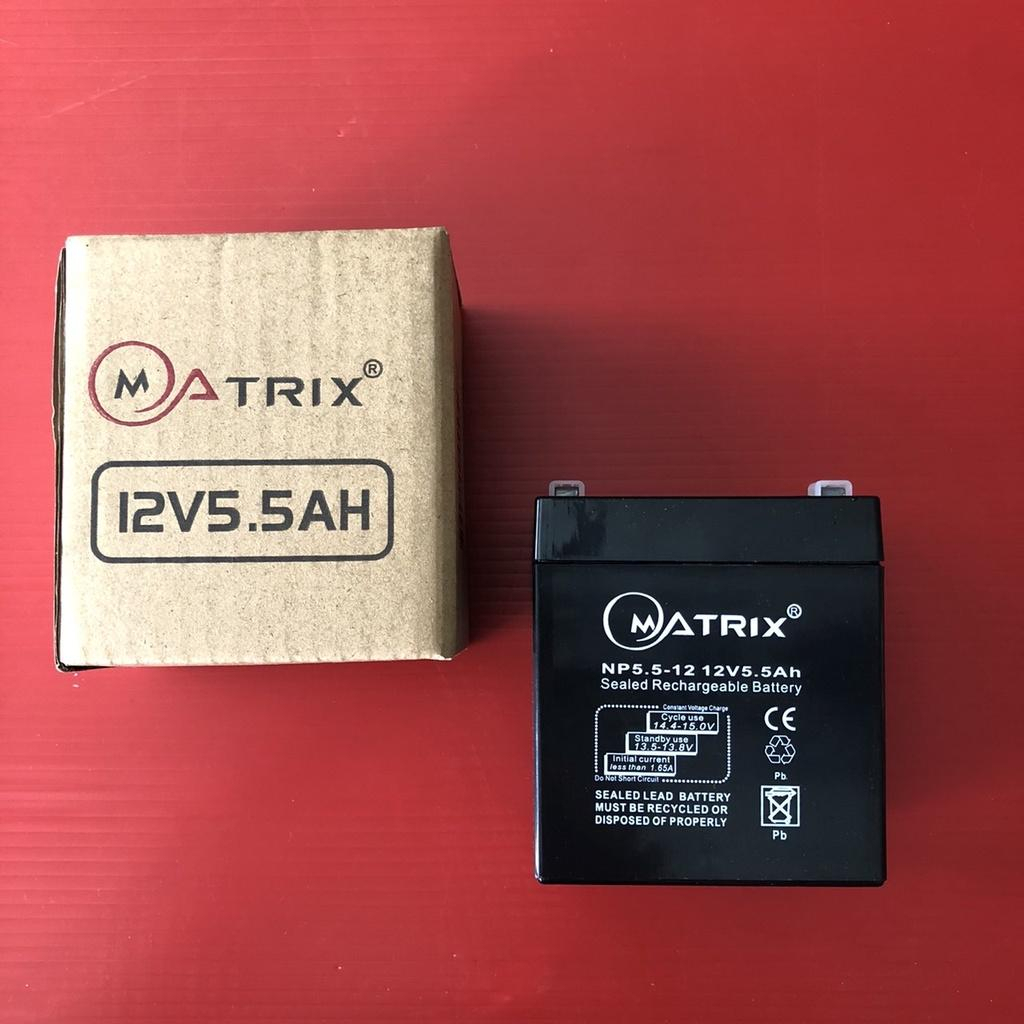 MATRIX®
12V5.5AH
MATRIX®
NP5.5-12 12V5.5Ah
Sealed Rechargeable Battery
Constant Voltage Charge
Cycle use
14.4-15.0V
Standby use
13.5-13.8V
Initial current
less than 1.65A
Do Not Short Circuit
SEALED LEAD BATTERY
MUST BE RECYCLED OR
DISPOSED OF PROPERLY
CE
Pb.
Pb